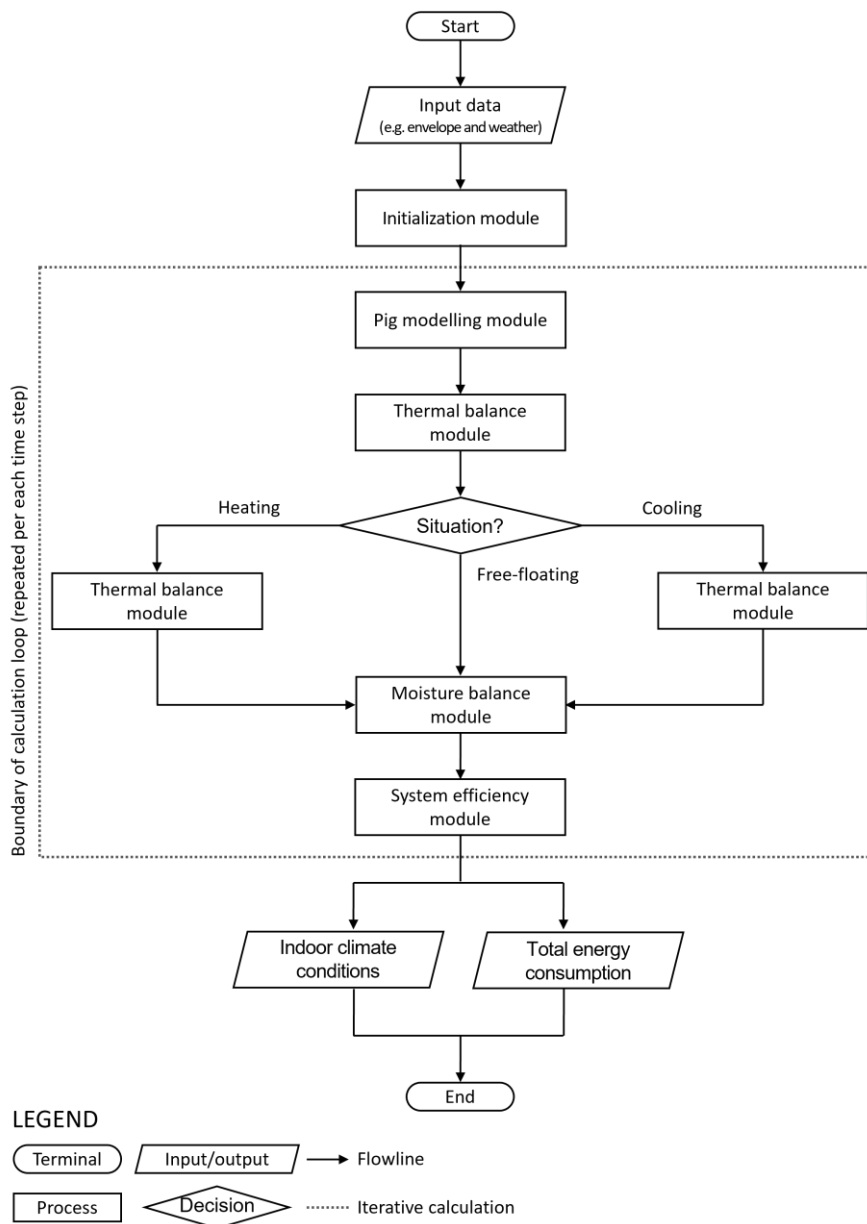 Start
Input data
(e.g. envelope and weather)
Initialization module
Boundary of calculation loop (repeated per each time step)
Pig modelling module
Thermal balance
module
Heating
Situation?
Cooling
Free-floating
Thermal balance
module
Thermal balance
module
Moisture balance
module
System efficiency
module
Indoor climate
conditions
Total energy
consumption
End
LEGEND
Terminal
Input/output
Flowline
Process
Decision
Iterative calculation